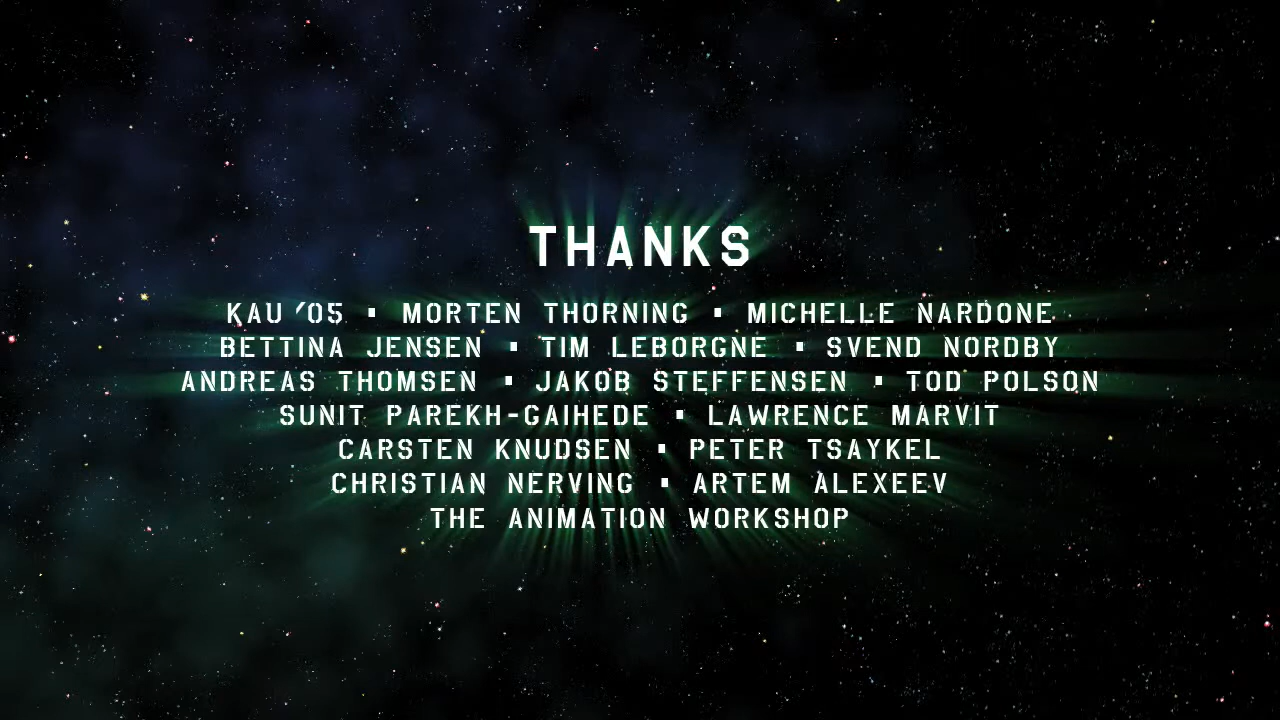 THANKS
KAU '05 ▪ MORTEN THORNING ▪ MICHELLE NARDONE
BETTINA JENSEN ▪ TIM LEBORGNE ▪ SVEND NORDBY
ANDREAS THOMSEN ▪ JAKOB STEFFENSEN ▪ TOD POLSON
SUNIT PAREKH-GAIHEDE ▪ LAWRENCE MARVIT
CARSTEN KNUDSEN ▪ PETER TSAYKEL
CHRISTIAN NERVING ▪ ARTEM ALEXEEV
THE ANIMATION WORKSHOP